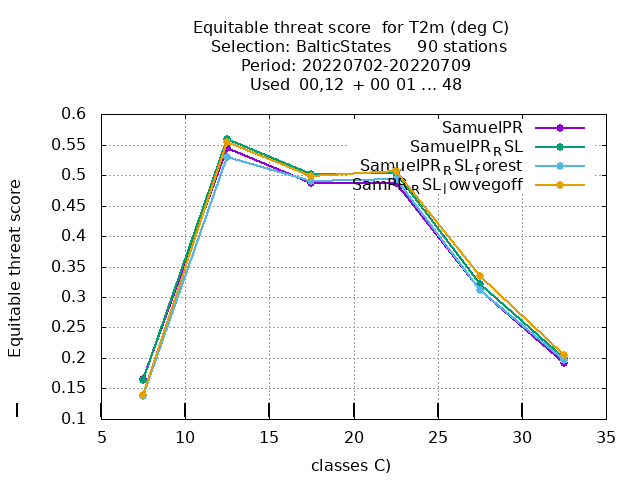 Equitable threat score  for T2m (deg C)
Selection: BalticStates     90 stations
Period: 20220702-20220709
Used  00,12  + 00 01 ... 48
0.6
0.55
0.5
0.45
0.4
0.35
0.3
0.25
0.2
0.15
0.1
Equitable threat score
SamuelPR
SamuelPR_RSL
SamuelPR_RSL_forest
SamPR_RSL_lowvegoff
5
10
15
20
25
30
35
classes C)